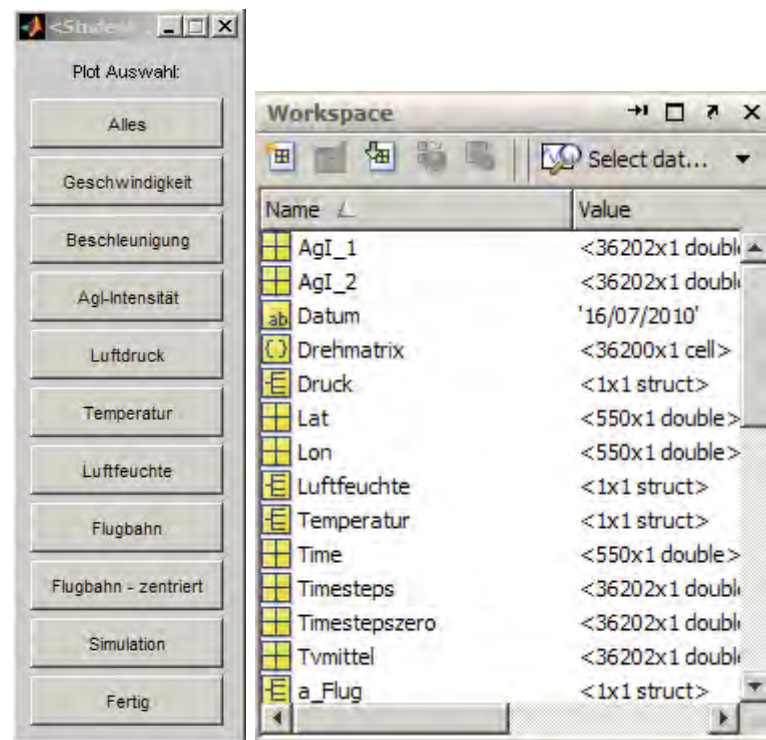 <Student
Plot Auswahl:
Alles
Geschwindigkeit
Beschleunigung
AgI-Intensität
Luftdruck
Temperatur
Luftfeuchte
Flugbahn
Flugbahn - zentriert
Simulation
Fertig
Workspace
Select dat...
Name Value
AgI_1 <36202x1 double
AgI_2 <36202x1 double
ab Datum '16/07/2010'
Drehmatrix <36200x1 cell>
Druck <1x1 struct>
Lat <550x1 double>
Lon <550x1 double>
Luftfeuchte <1x1 struct>
Temperatur <1x1 struct>
Time <550x1 double>
Timesteps <36202x1 double
Timestepszero <36202x1 double
Tvmittel <36202x1 double
a_Flug <1x1 struct>